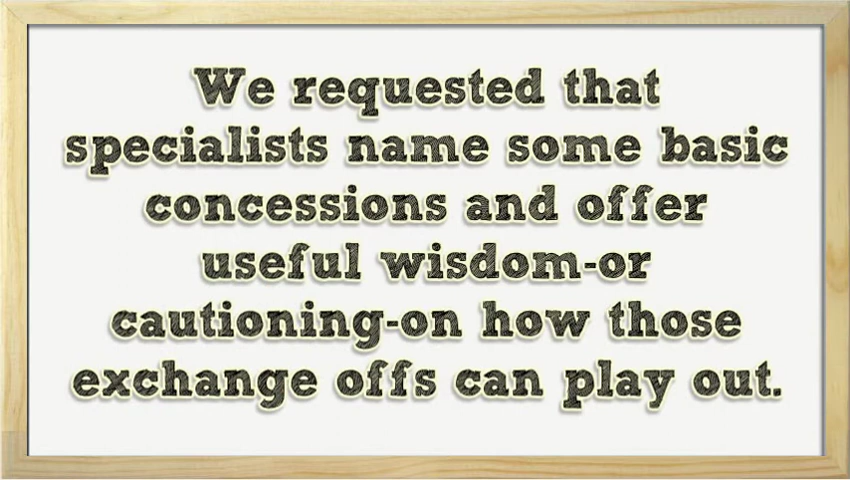 We requested that
specialists name some basic
concessions and offer
useful wisdom-or
cautioning-on how those
exchange offs can play out.